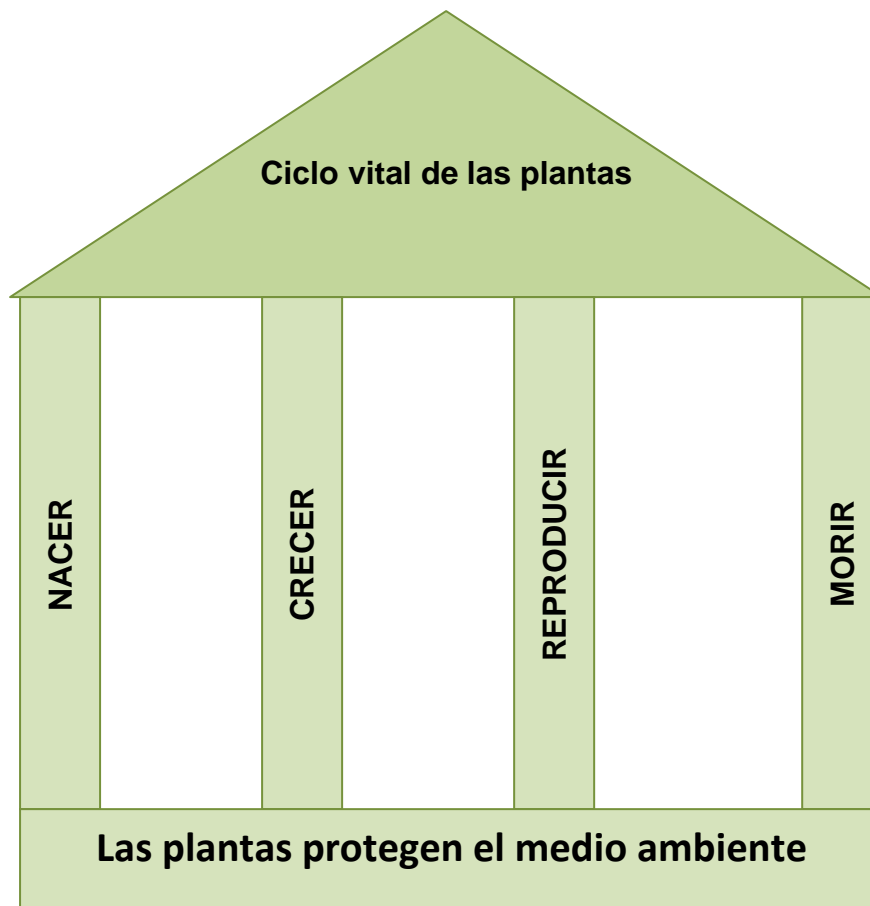 Ciclo vital de las plantas
NACER
CRECER
REPRODUCIR
MORIR
Las plantas protegen el medio ambiente